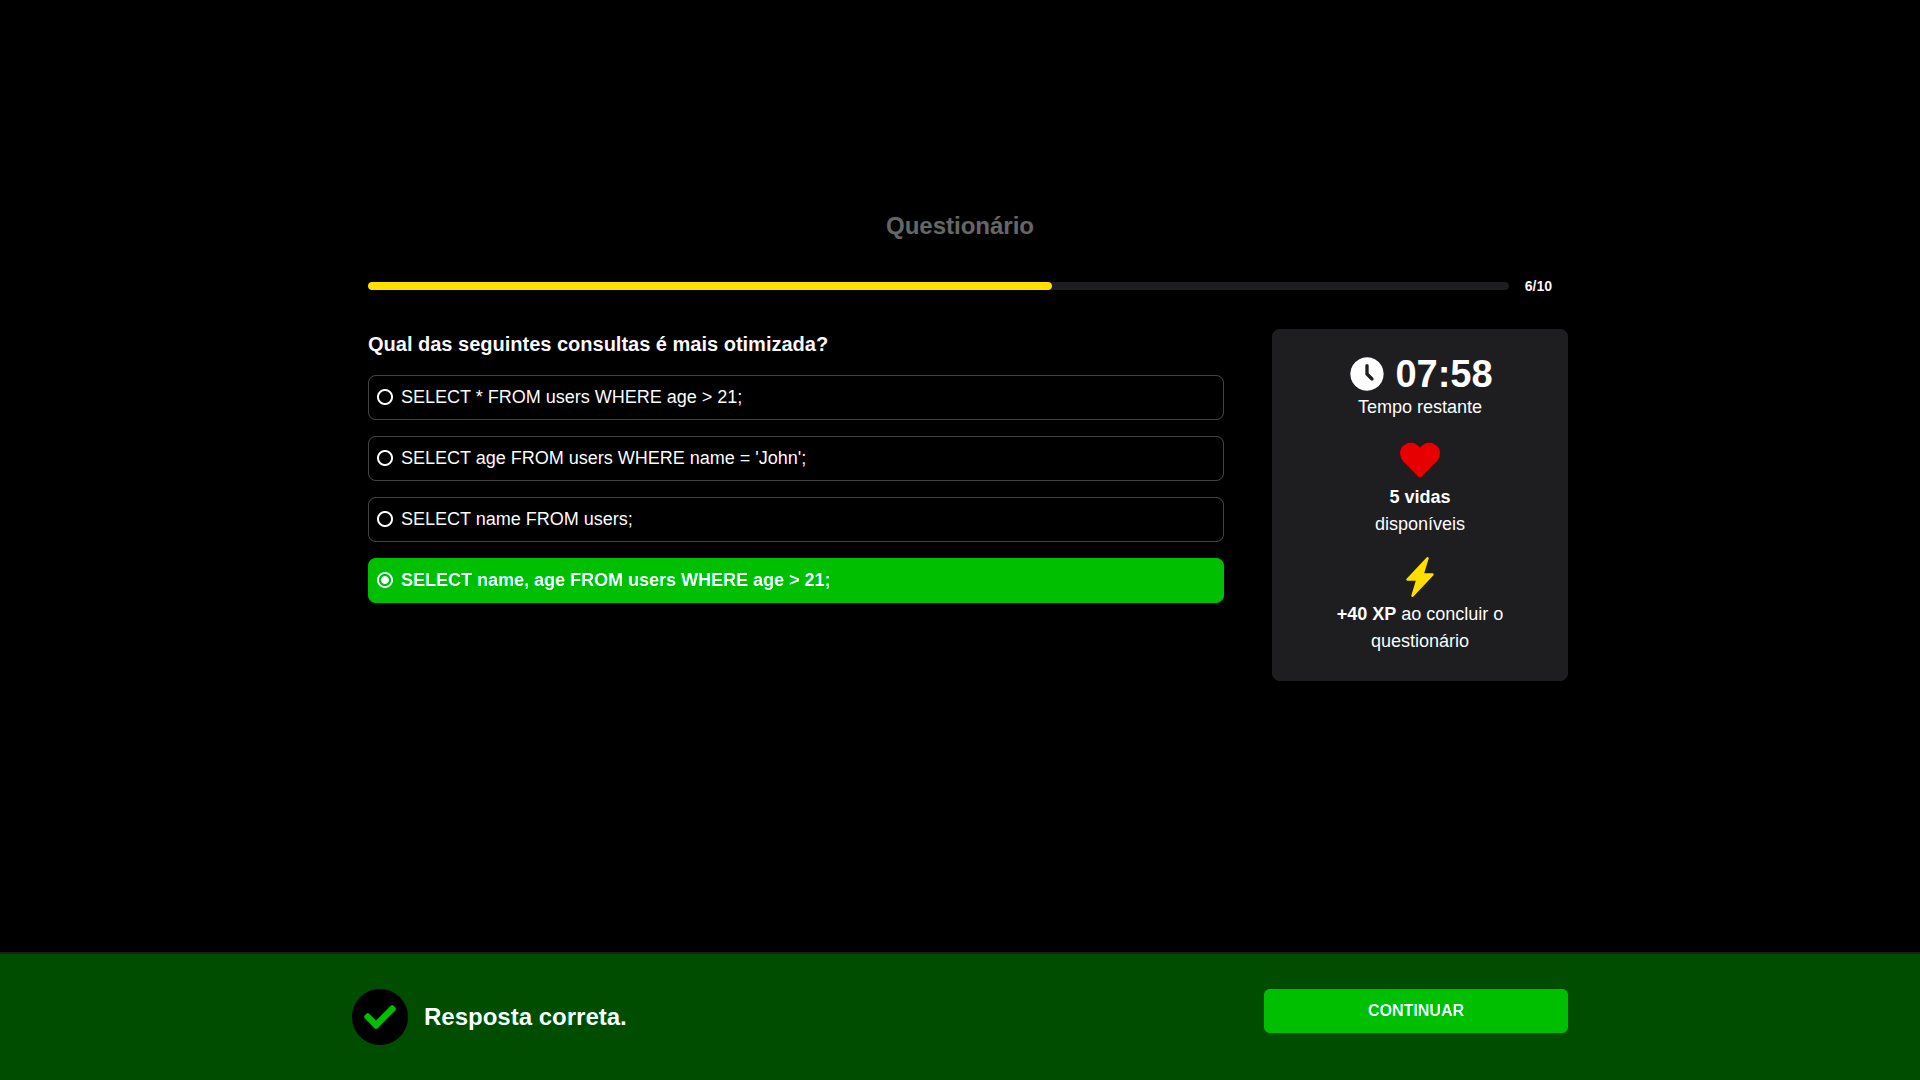 Questionário
6/10
Qual das seguintes consultas é mais otimizada?
SELECT * FROM users WHERE age > 21;
SELECT age FROM users WHERE name = 'John';
SELECT name FROM users;
SELECT name, age FROM users WHERE age > 21;
07:58
Tempo restante
5 vidas
disponíveis
+40 XP ao concluir o
questionário
Resposta correta.
CONTINUAR